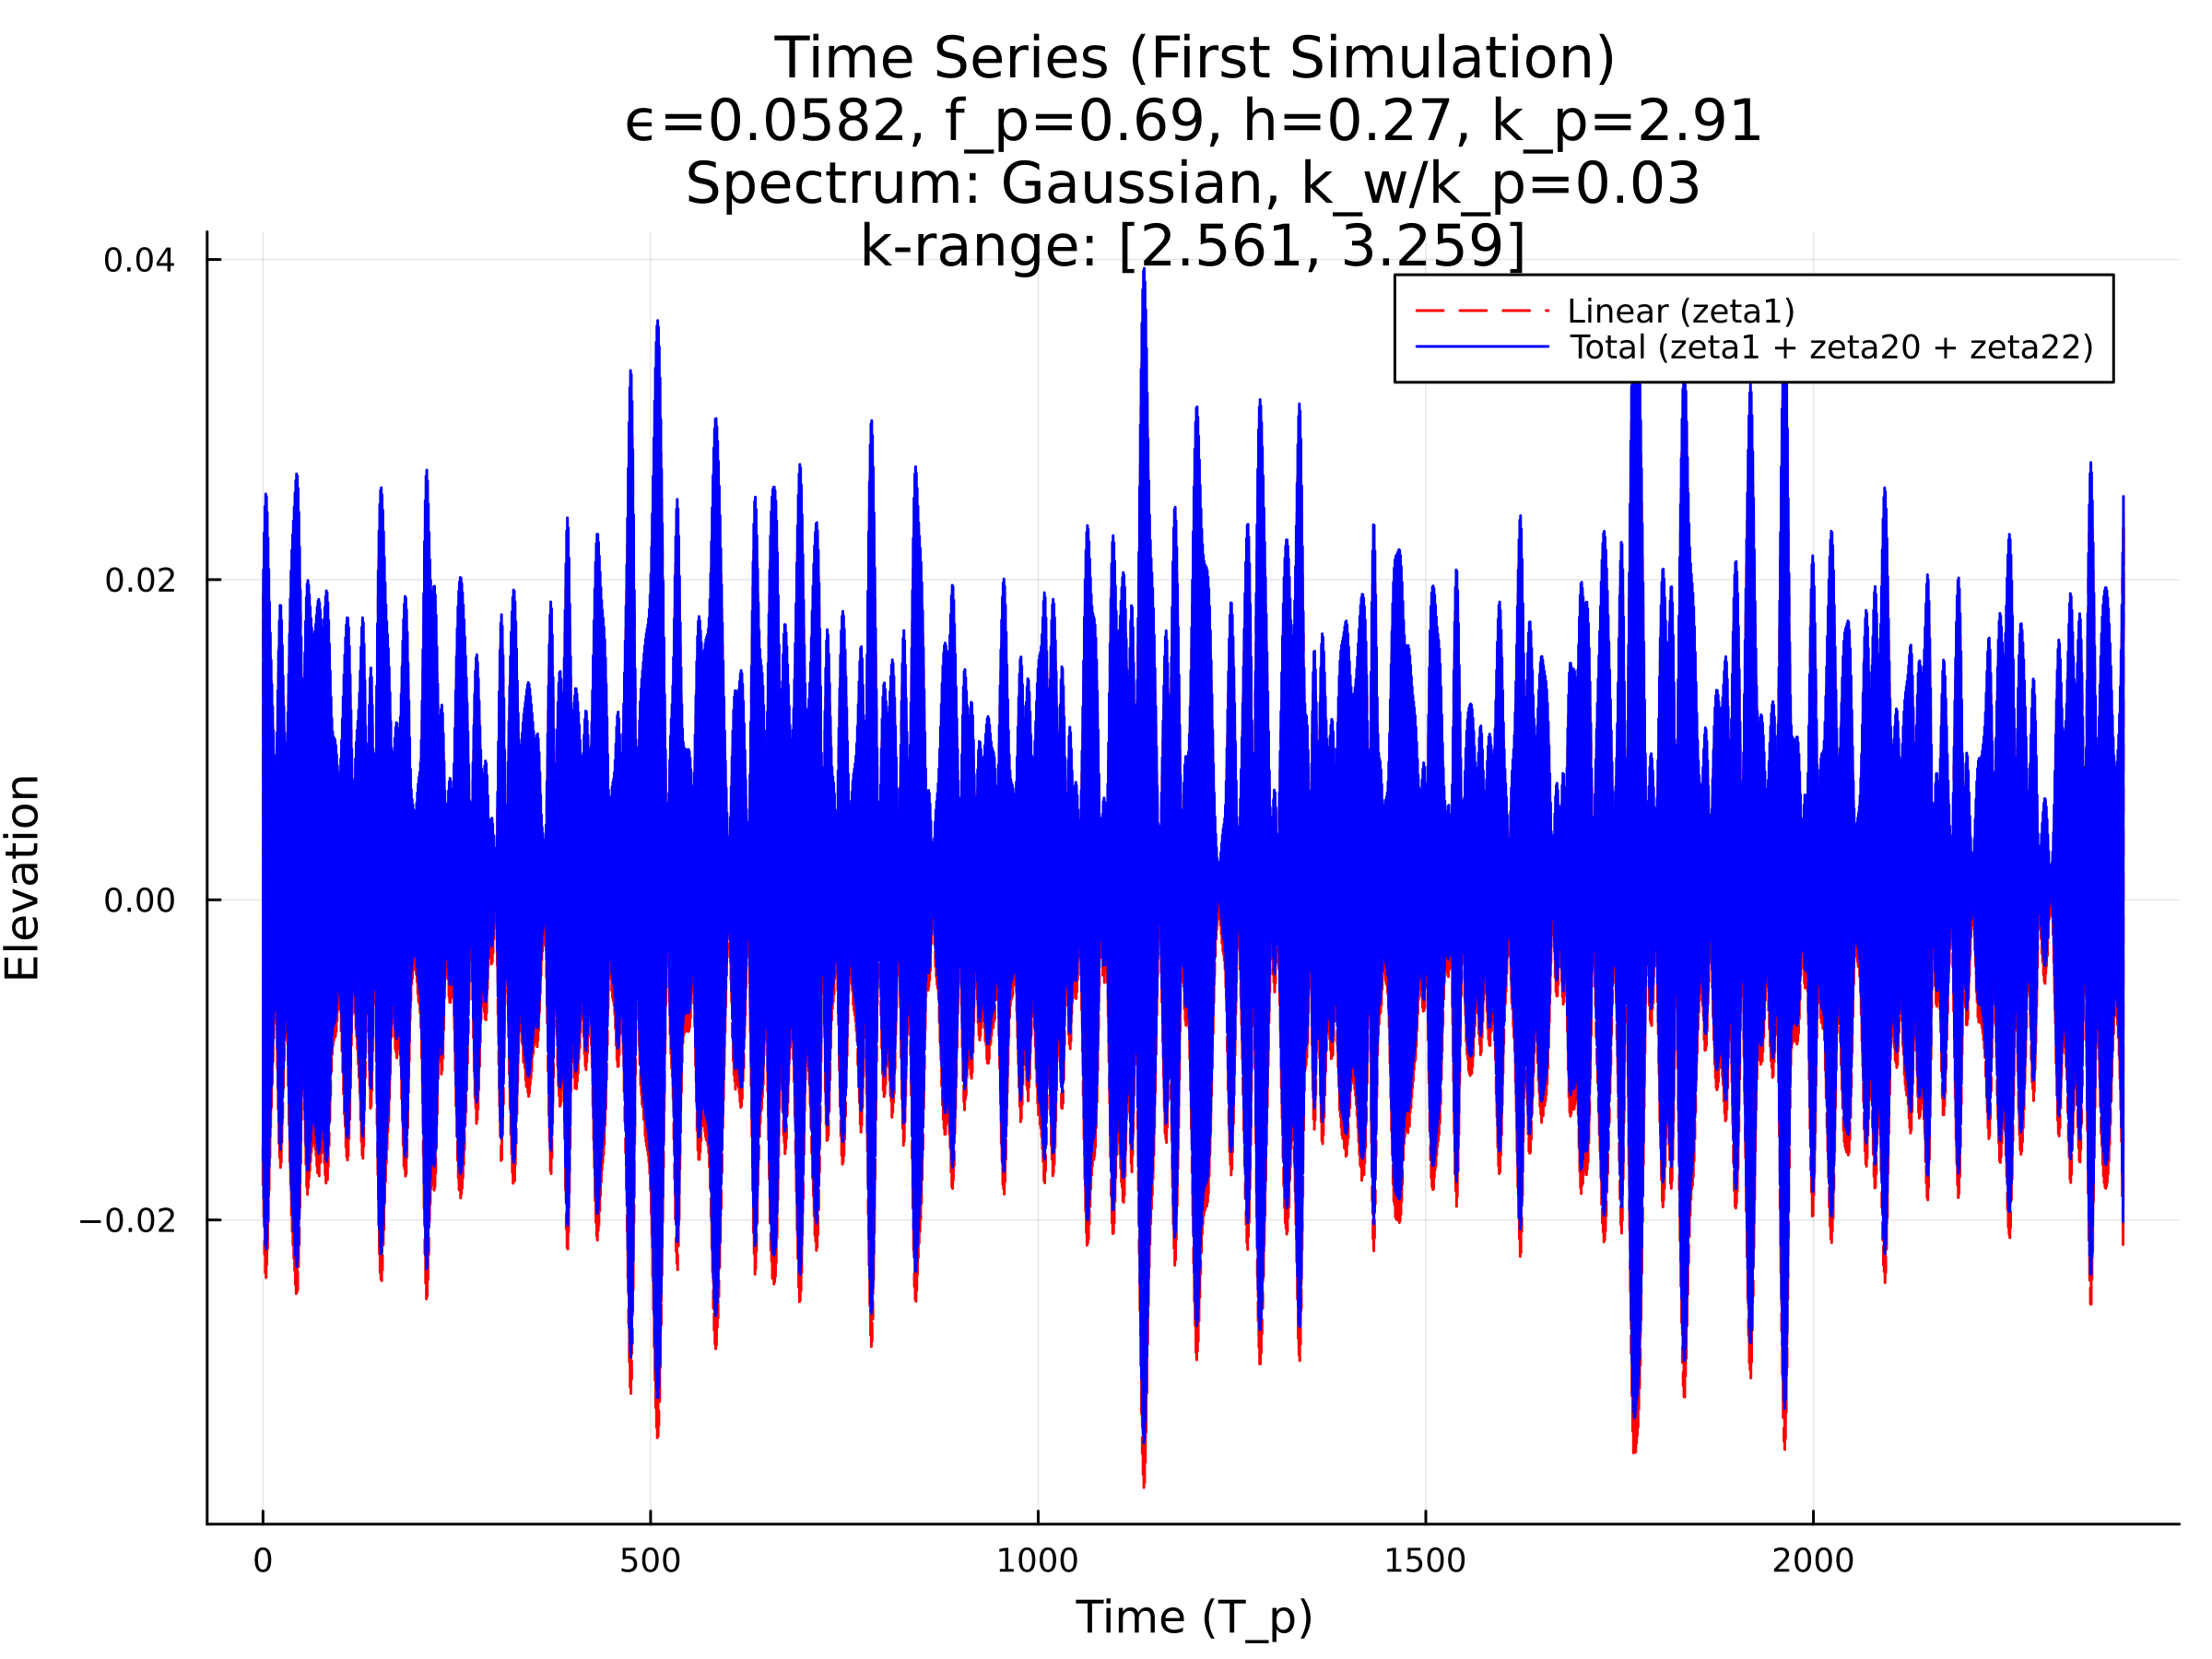 Time Series (First Simulation)
ϵ=0.0582, f_p=0.69, h=0.27, k_p=2.91
Spectrum: Gaussian, k_w/k_p=0.03
k-range: [2.561, 3.259]
Linear (zeta1)
Total (zeta1 + zeta20 + zeta22)
Elevation
0.04
0.02
0.00
−0.02
0
500
1000
1500
2000
Time (T_p)